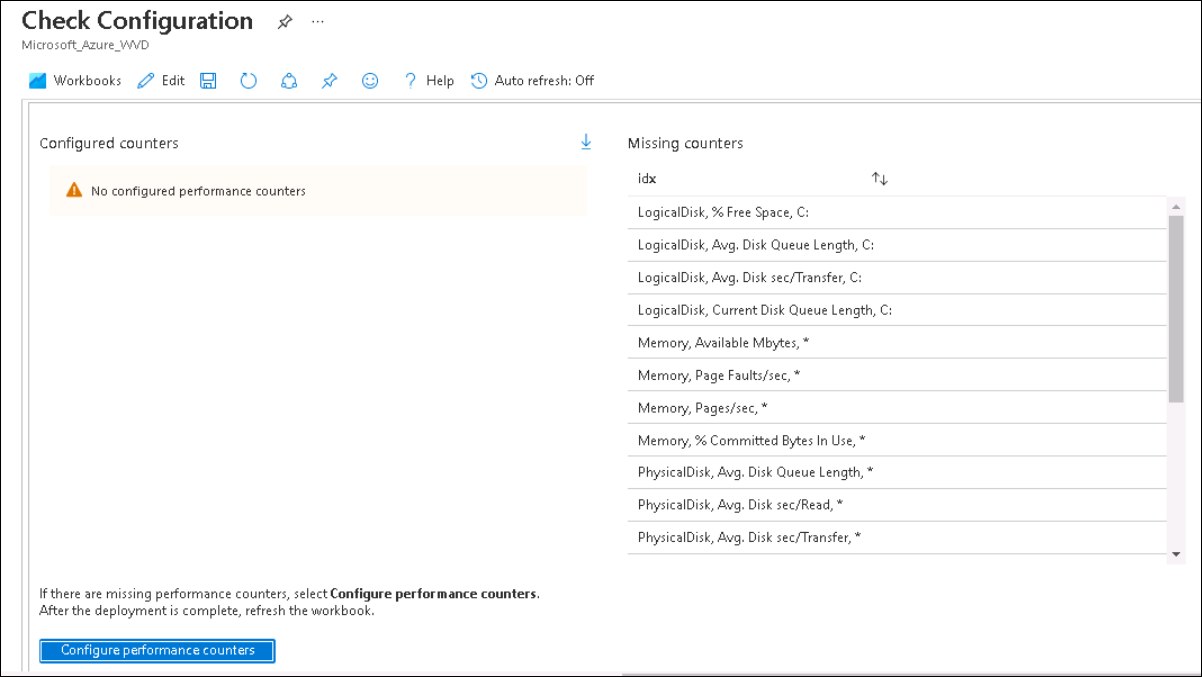 Check Configuration
Microsoft_Azure_WVD
Workbooks Edit Help Auto refresh: Off
Configured counters
No configured performance counters
Missing counters
idx
LogicalDisk, % Free Space, C:
LogicalDisk, Avg. Disk Queue Length, C:
LogicalDisk, Avg. Disk sec/Transfer, C:
LogicalDisk, Current Disk Queue Length, C:
Memory, Available Mbytes, *
Memory, Page Faults/sec, *
Memory, Pages/sec, *
Memory, % Committed Bytes In Use, *
PhysicalDisk, Avg. Disk Queue Length, *
PhysicalDisk, Avg. Disk sec/Read, *
PhysicalDisk, Avg. Disk sec/Transfer, *
If there are missing performance counters, select Configure performance counters.
After the deployment is complete, refresh the workbook.
Configure performance counters